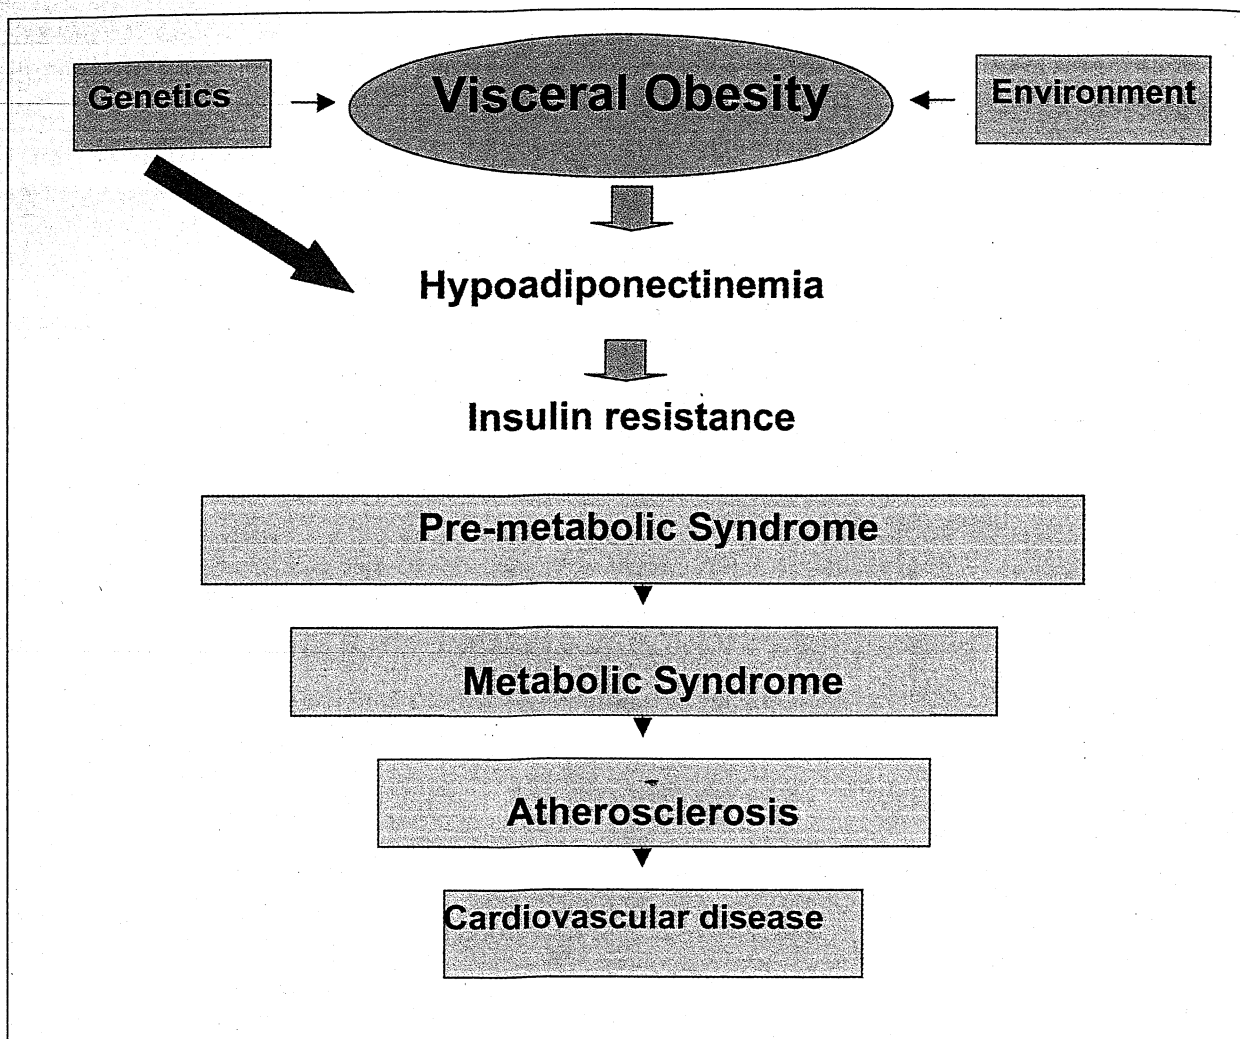 Genetics
Visceral Obesity
Environment
Hypoadiponectinemia
Insulin resistance
Pre-metabolic Syndrome
Metabolic Syndrome
Atherosclerosis
Cardiovascular disease